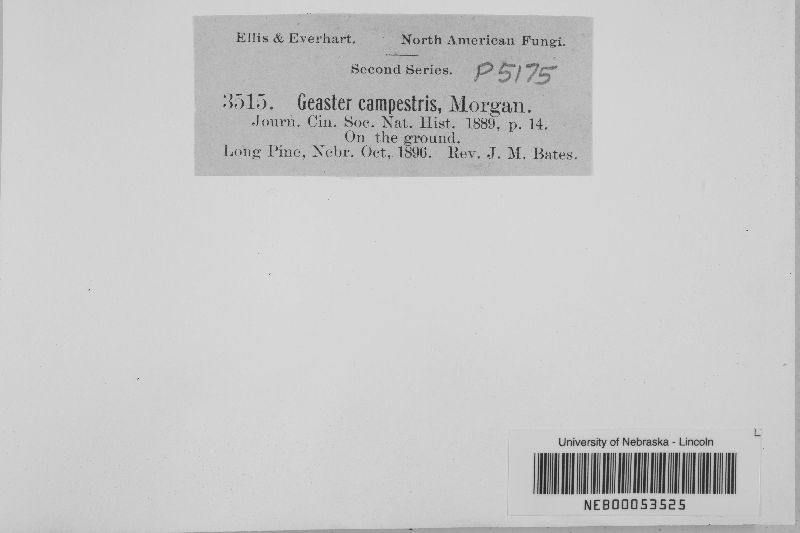 Ellis & Everhart. North American Fungi.
Second Series. P5175
3515. Geaster campestris, Morgan.
Journ. Cin. Soc. Nat. Hist. 1889, p. 14.
On the ground.
Long Pine, Nebr. Oct, 1896. Rev. J. M. Bates.
University of Nebraska - Lincoln
NEB00053525